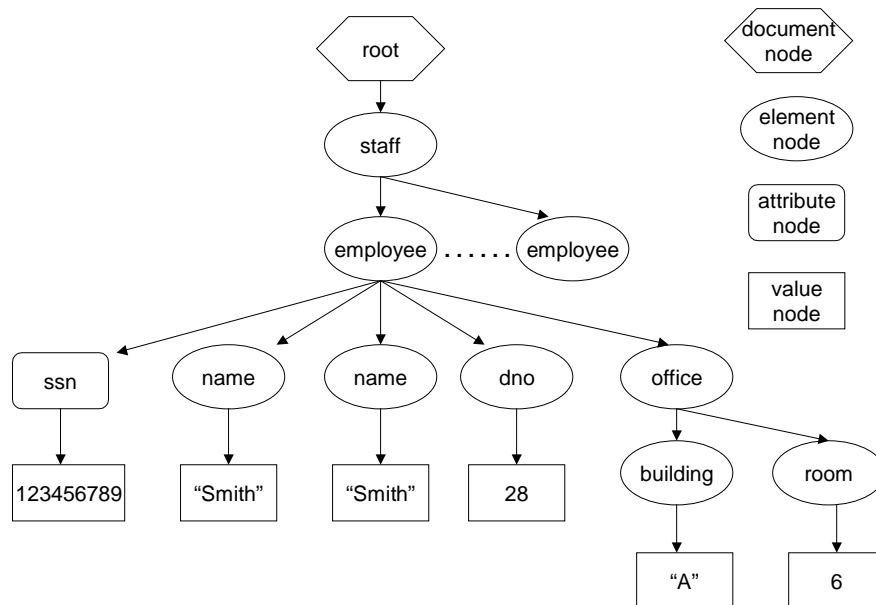 root
document
node
staff
element
node
employee
......
employee
attribute
node
value
node
ssn
name
name
dno
office
123456789
“Smith”
“Smith”
28
building
room
“A”
6